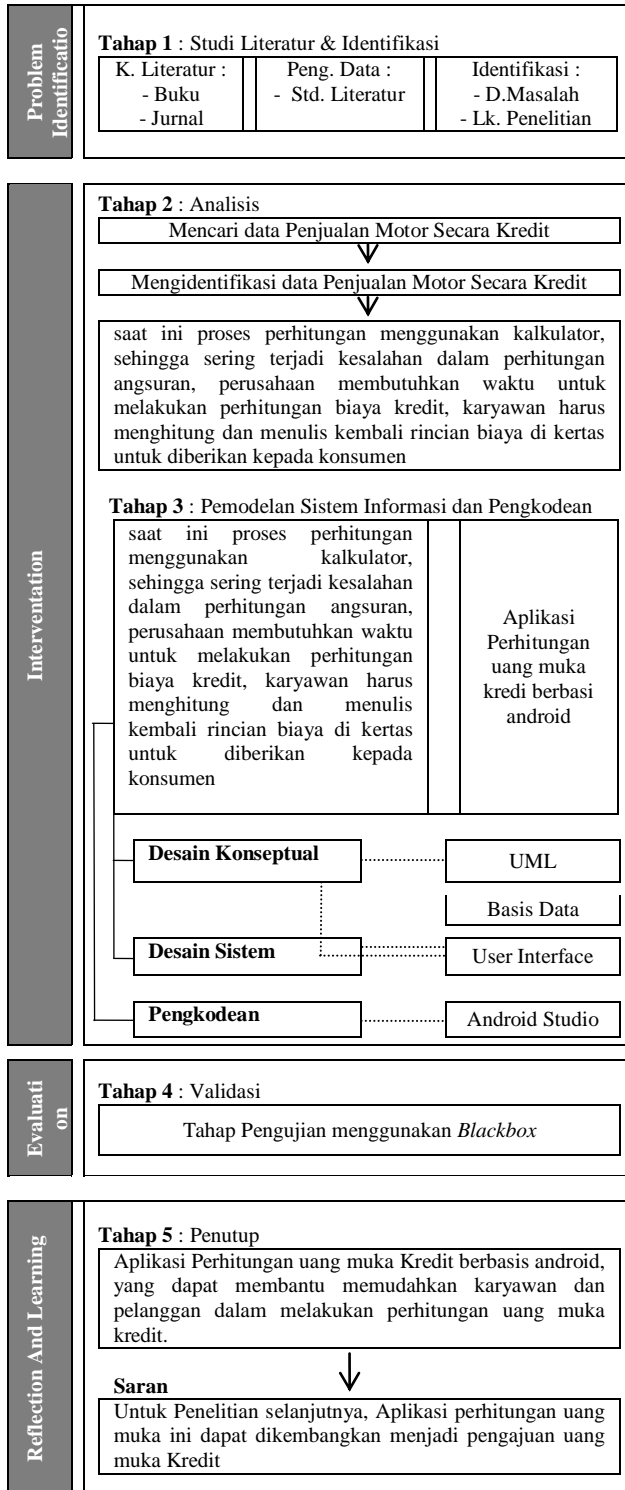 Problem
Identificatio
Tahap 1 : Studi Literatur & Identifikasi
K. Literatur :
- Buku
- Jurnal
Peng. Data :
- Std. Literatur
Identifikasi :
- D.Masalah
- Lk. Penelitian
Interventation
Tahap 2 : Analisis
Mencari data Penjualan Motor Secara Kredit
Mengidentifikasi data Penjualan Motor Secara Kredit
saat ini proses perhitungan menggunakan kalkulator,
sehingga sering terjadi kesalahan dalam perhitungan
angsuran, perusahaan membutuhkan waktu untuk
melakukan perhitungan biaya kredit, karyawan harus
menghitung dan menulis kembali rincian biaya di kertas
untuk diberikan kepada konsumen
Tahap 3 : Pemodelan Sistem Informasi dan Pengkodean
saat ini proses perhitungan
menggunakan kalkulator,
sehingga sering terjadi kesalahan
dalam perhitungan angsuran,
perusahaan membutuhkan waktu
untuk melakukan perhitungan
biaya kredit, karyawan harus
menghitung dan menulis
kembali rincian biaya di kertas
untuk diberikan kepada
konsumen
Aplikasi
Perhitungan
uang muka
kredi berbasi
android
Desain Konseptual
UML
Basis Data
Desain Sistem
User Interface
Pengkodean
Android Studio
Evaluati
on
Tahap 4 : Validasi
Tahap Pengujian menggunakan Blackbox
Reflection And Learning
Tahap 5 : Penutup
Aplikasi Perhitungan uang muka Kredit berbasis android,
yang dapat membantu memudahkan karyawan dan
pelanggan dalam melakukan perhitungan uang muka
kredit.
Saran
Untuk Penelitian selanjutnya, Aplikasi perhitungan uang
muka ini dapat dikembangkan menjadi pengajuan uang
muka Kredit